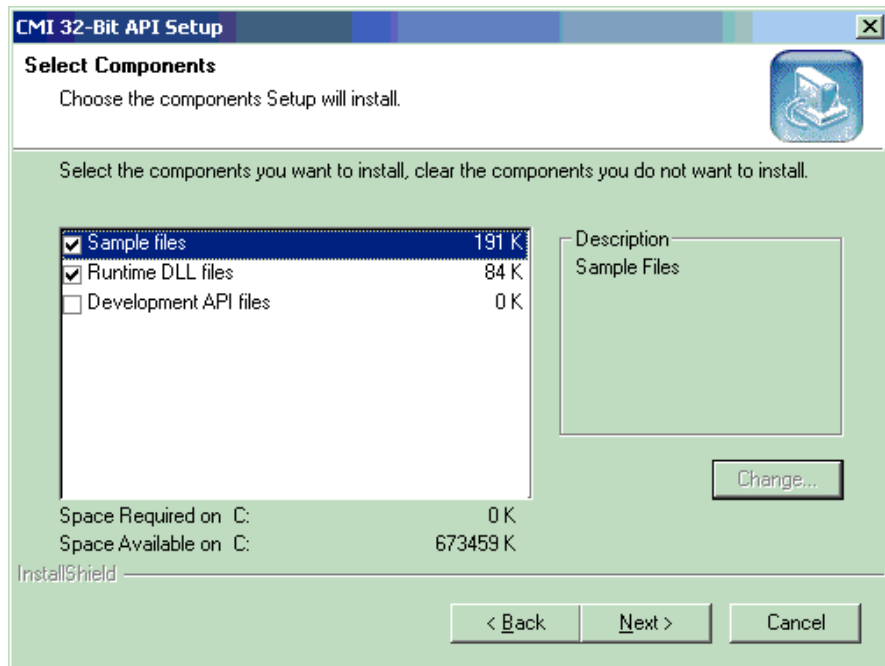 CMI 32-Bit API Setup
Select Components
Choose the components Setup will install.
Select the components you want to install, clear the components you do not want to install.
Sample files 191 K
Runtime DLL files 84 K
Development API files 0 K
Description
Sample Files
Change...
Space Required on C: 0 K
Space Available on C: 673459 K
InstallShield
< Back Next > Cancel